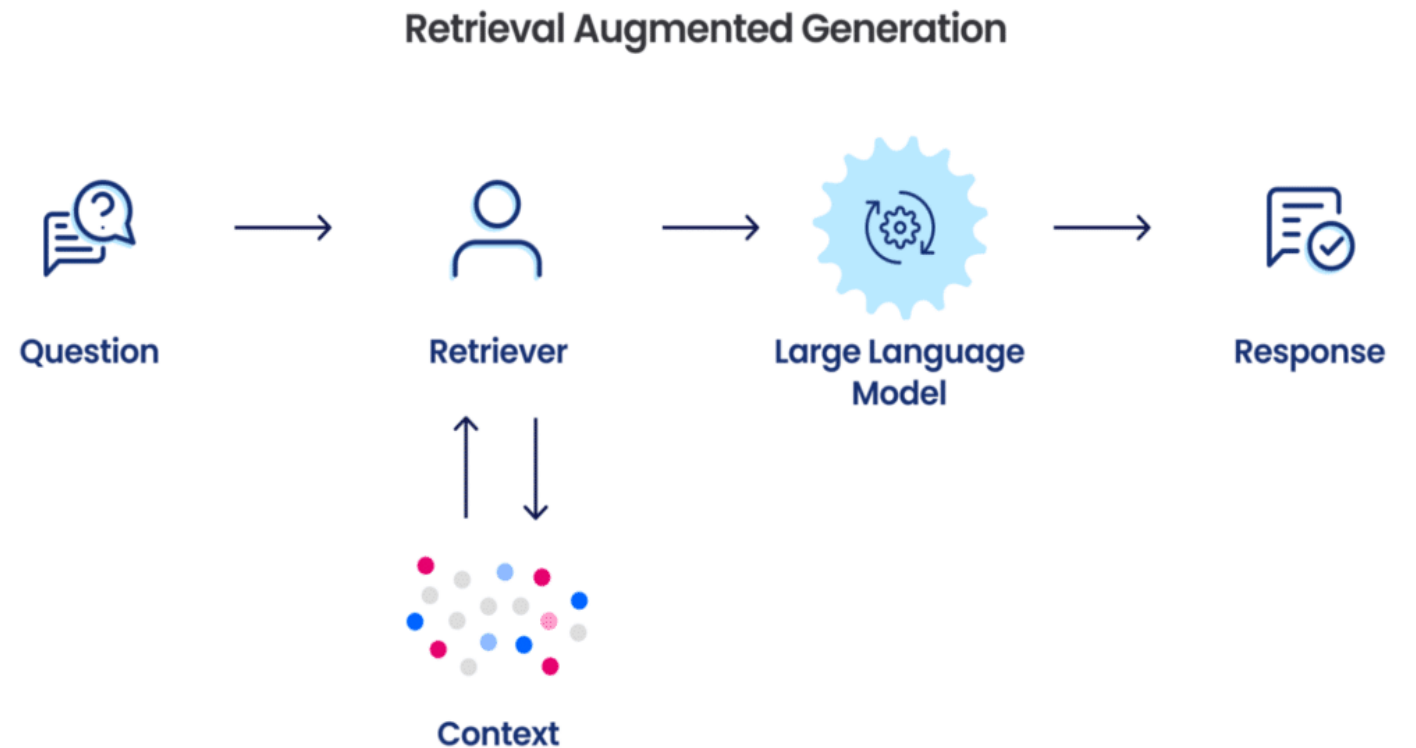 Retrieval Augmented Generation
?
Question
Retriever
Large Language
Model
Response
Context